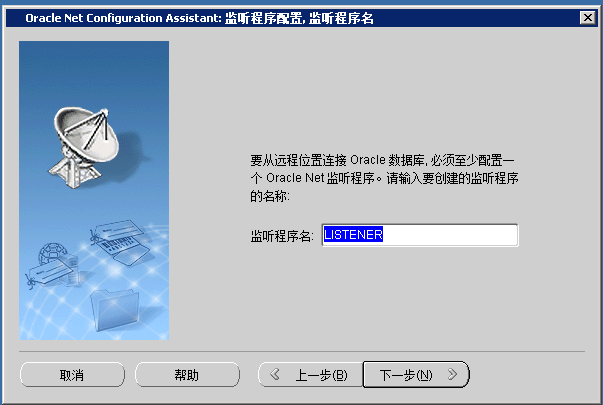 Oracle Net Configuration Assistant: 监听程序配置, 监听程序名
要从远程位置连接 Oracle 数据库, 必须至少配置一
个 Oracle Net 监听程序。请输入要创建的监听程序
的名称:
监听程序名: LISTENER
取消 帮助 上一步(B) 下一步(N)